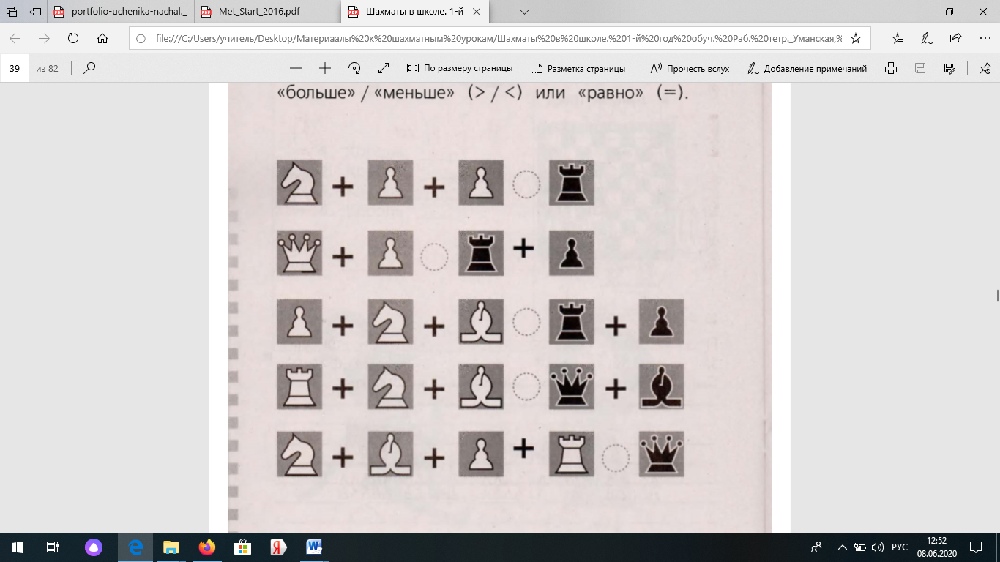 portfolio-uchenika-nachal._
Met_Start_2016.pdf
Шахматы в школе. 1-й
file:///C:/Users/учитель/Desktop/Материаалы%20к%20шахматным%20урокам/Шахматы%20в%20школе.%201-й%20год%20обуч.%20Раб.%20тетр._Уманская,%
39 из 82
По размеру страницы
Разметка страницы
Прочесть вслух
Добавление примечаний
«больше» / «меньше» (> / <) или «равно» (=).
+ +
+ +
+ + +
+ + +
+ + +
РУС
12:52
08.06.2020